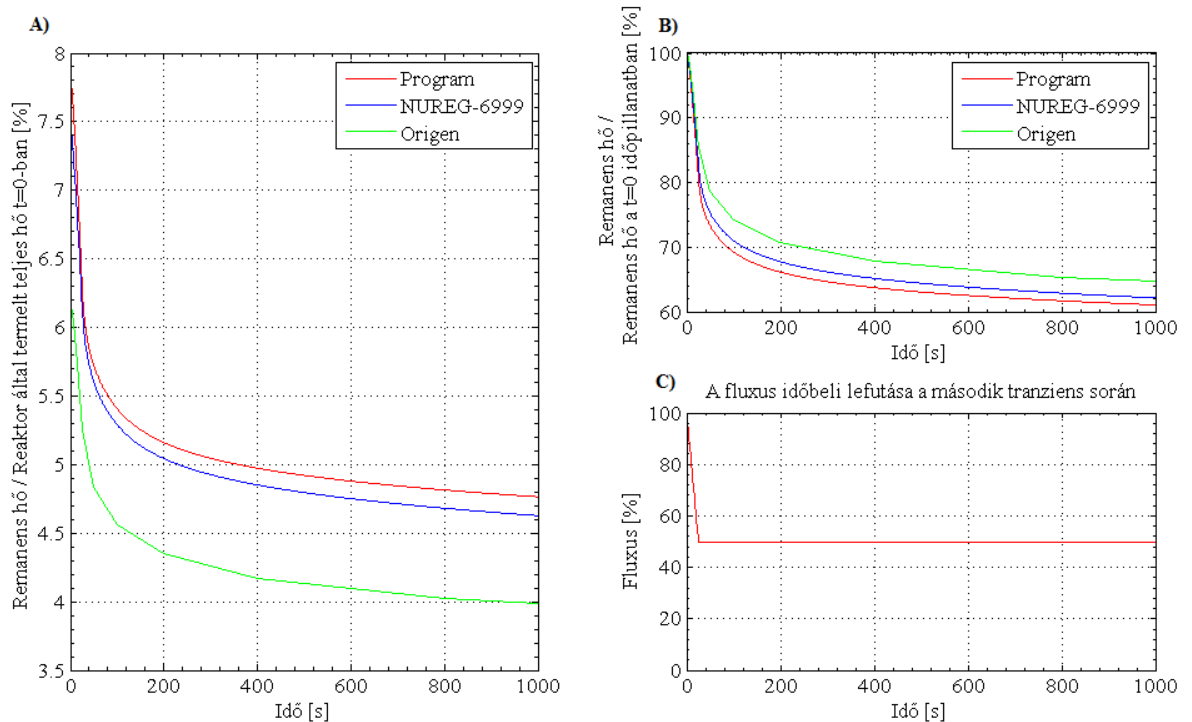 A)
Remanens hő / Reaktor által termelt teljes hő t=0-ban [%]
8
7.5
7
6.5
6
5.5
5
4.5
4
3.5
0 200 400 600 800 1000
Idő [s]
Program
NUREG-6999
Origen
B)
Remanens hő /
Remanens hő a t=0 időpillanatban [%]
100
90
80
70
60
0 200 400 600 800 1000
Idő [s]
Program
NUREG-6999
Origen
C)
A fluxus időbeli lefutása a második tranziens során
Fluxus [%]
100
80
60
40
20
0
0 200 400 600 800 1000
Idő [s]